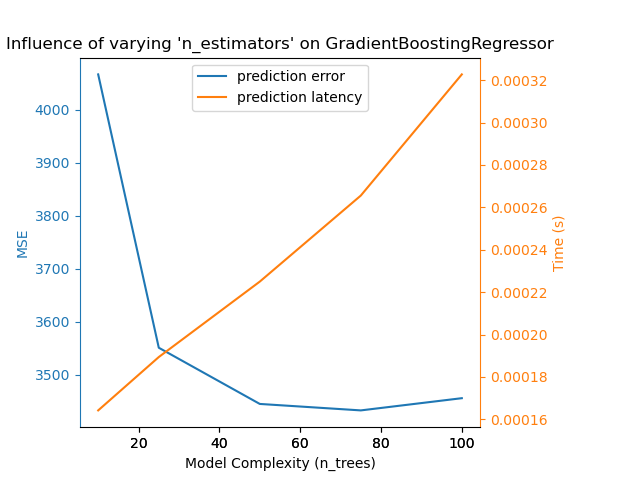 Influence of varying 'n_estimators' on GradientBoostingRegressor
prediction error
prediction latency
MSE
4000
3900
3800
3700
3600
3500
0.00032
0.00030
0.00028
0.00026
0.00024
0.00022
0.00020
0.00018
0.00016
Time (s)
20 40 60 80 100
Model Complexity (n_trees)